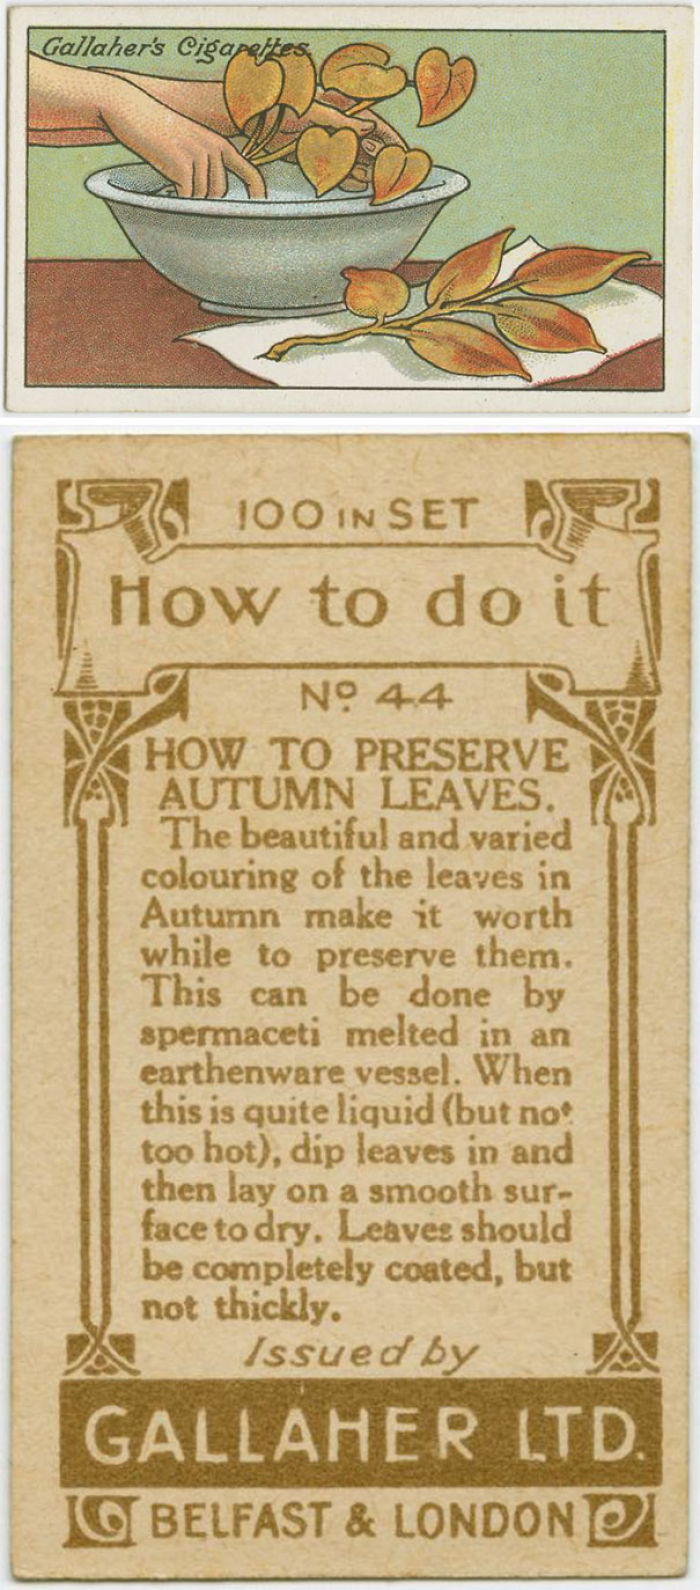 Gallaher's Cigarettes
100 IN SET
How to do it
Nº 44
HOW TO PRESERVE
AUTUMN LEAVES.
The beautiful and varied
colouring of the leaves in
Autumn make it worth
while to preserve them.
This can be done by
spermaceti melted in an
earthenware vessel. When
this is quite liquid (but not
too hot), dip leaves in and
then lay on a smooth sur-
face to dry. Leaves should
be completely coated, but
not thickly.
Issued by
GALLAHER LTD.
BELFAST & LONDON